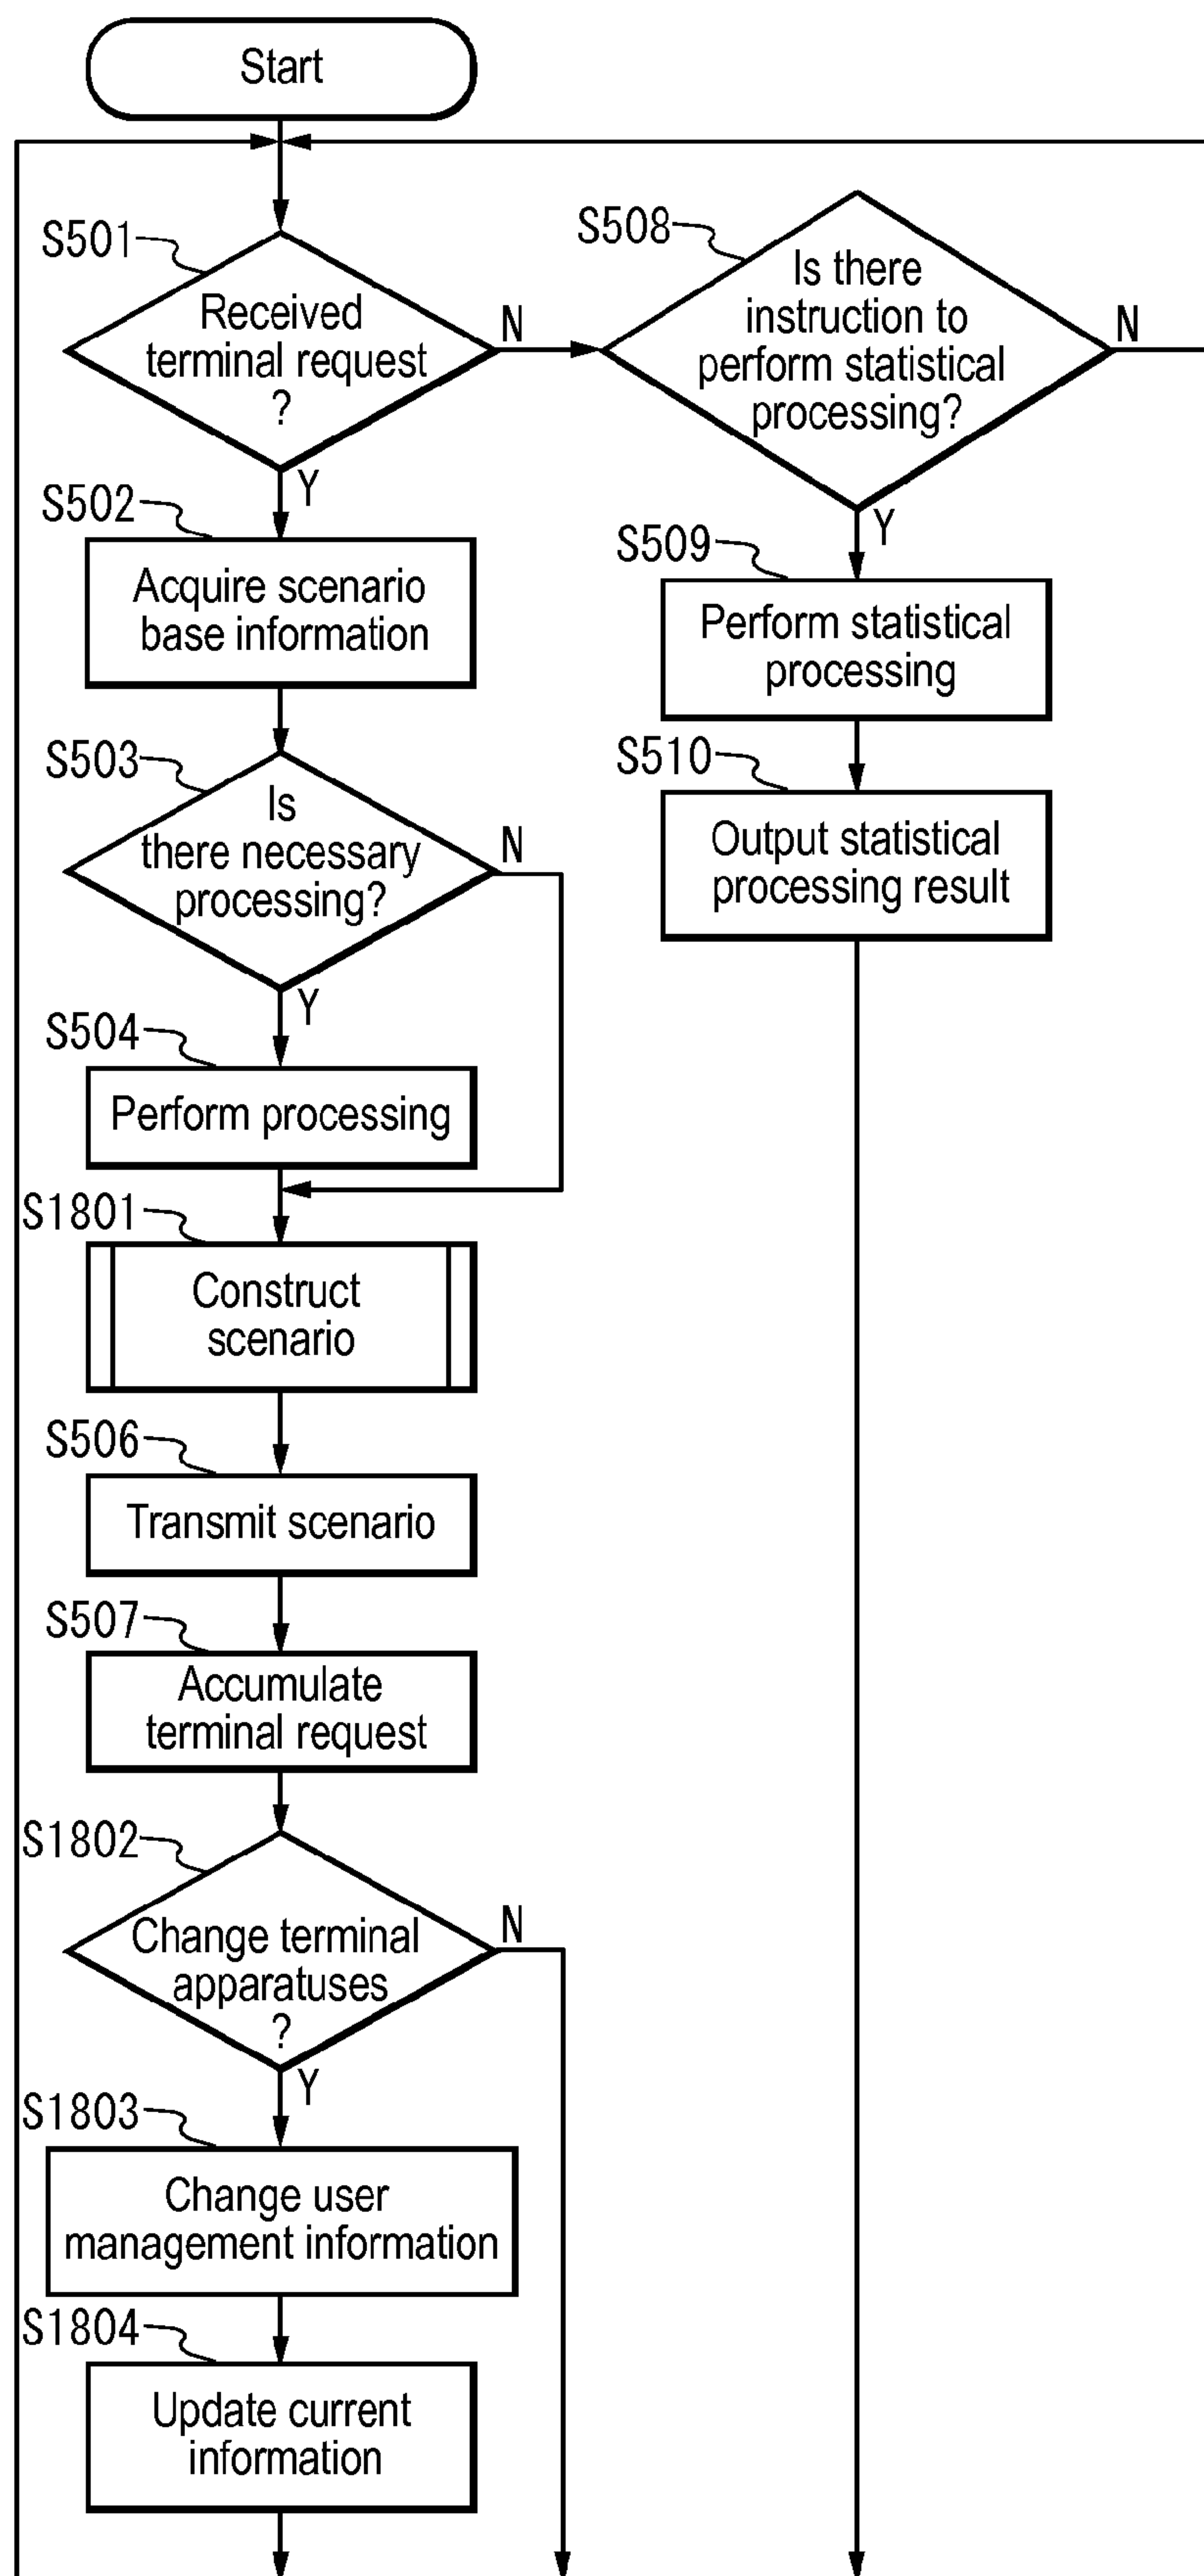 Start
S501
Received
terminal request
?
N
Y
S508
Is there
instruction to
perform statistical
processing?
N
Y
S502
Acquire scenario
base information
S509
Perform statistical
processing
S503
Is
there necessary
processing?
N
Y
S510
Output statistical
processing result
S504
Perform processing
S1801
Construct
scenario
S506
Transmit scenario
S507
Accumulate
terminal request
S1802
Change terminal
apparatuses
?
N
Y
S1803
Change user
management information
S1804
Update current
information